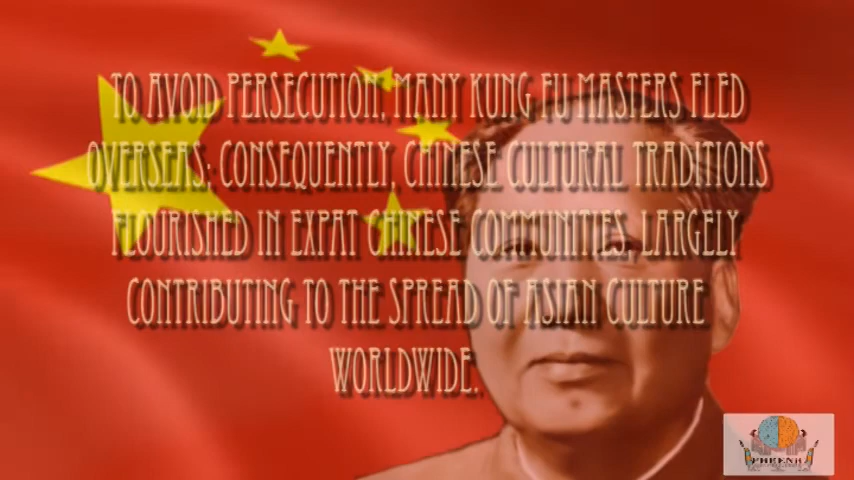 TO AVOID PERSECUTION, MANY KUNG FU MASTERS FLED
OVERSEAS; CONSEQUENTLY, CHINESE CULTURAL TRADITIONS
FLOURISHED IN EXPAT CHINESE COMMUNITIES, LARGELY
CONTRIBUTING TO THE SPREAD OF ASIAN CULTURE
WORLDWIDE.